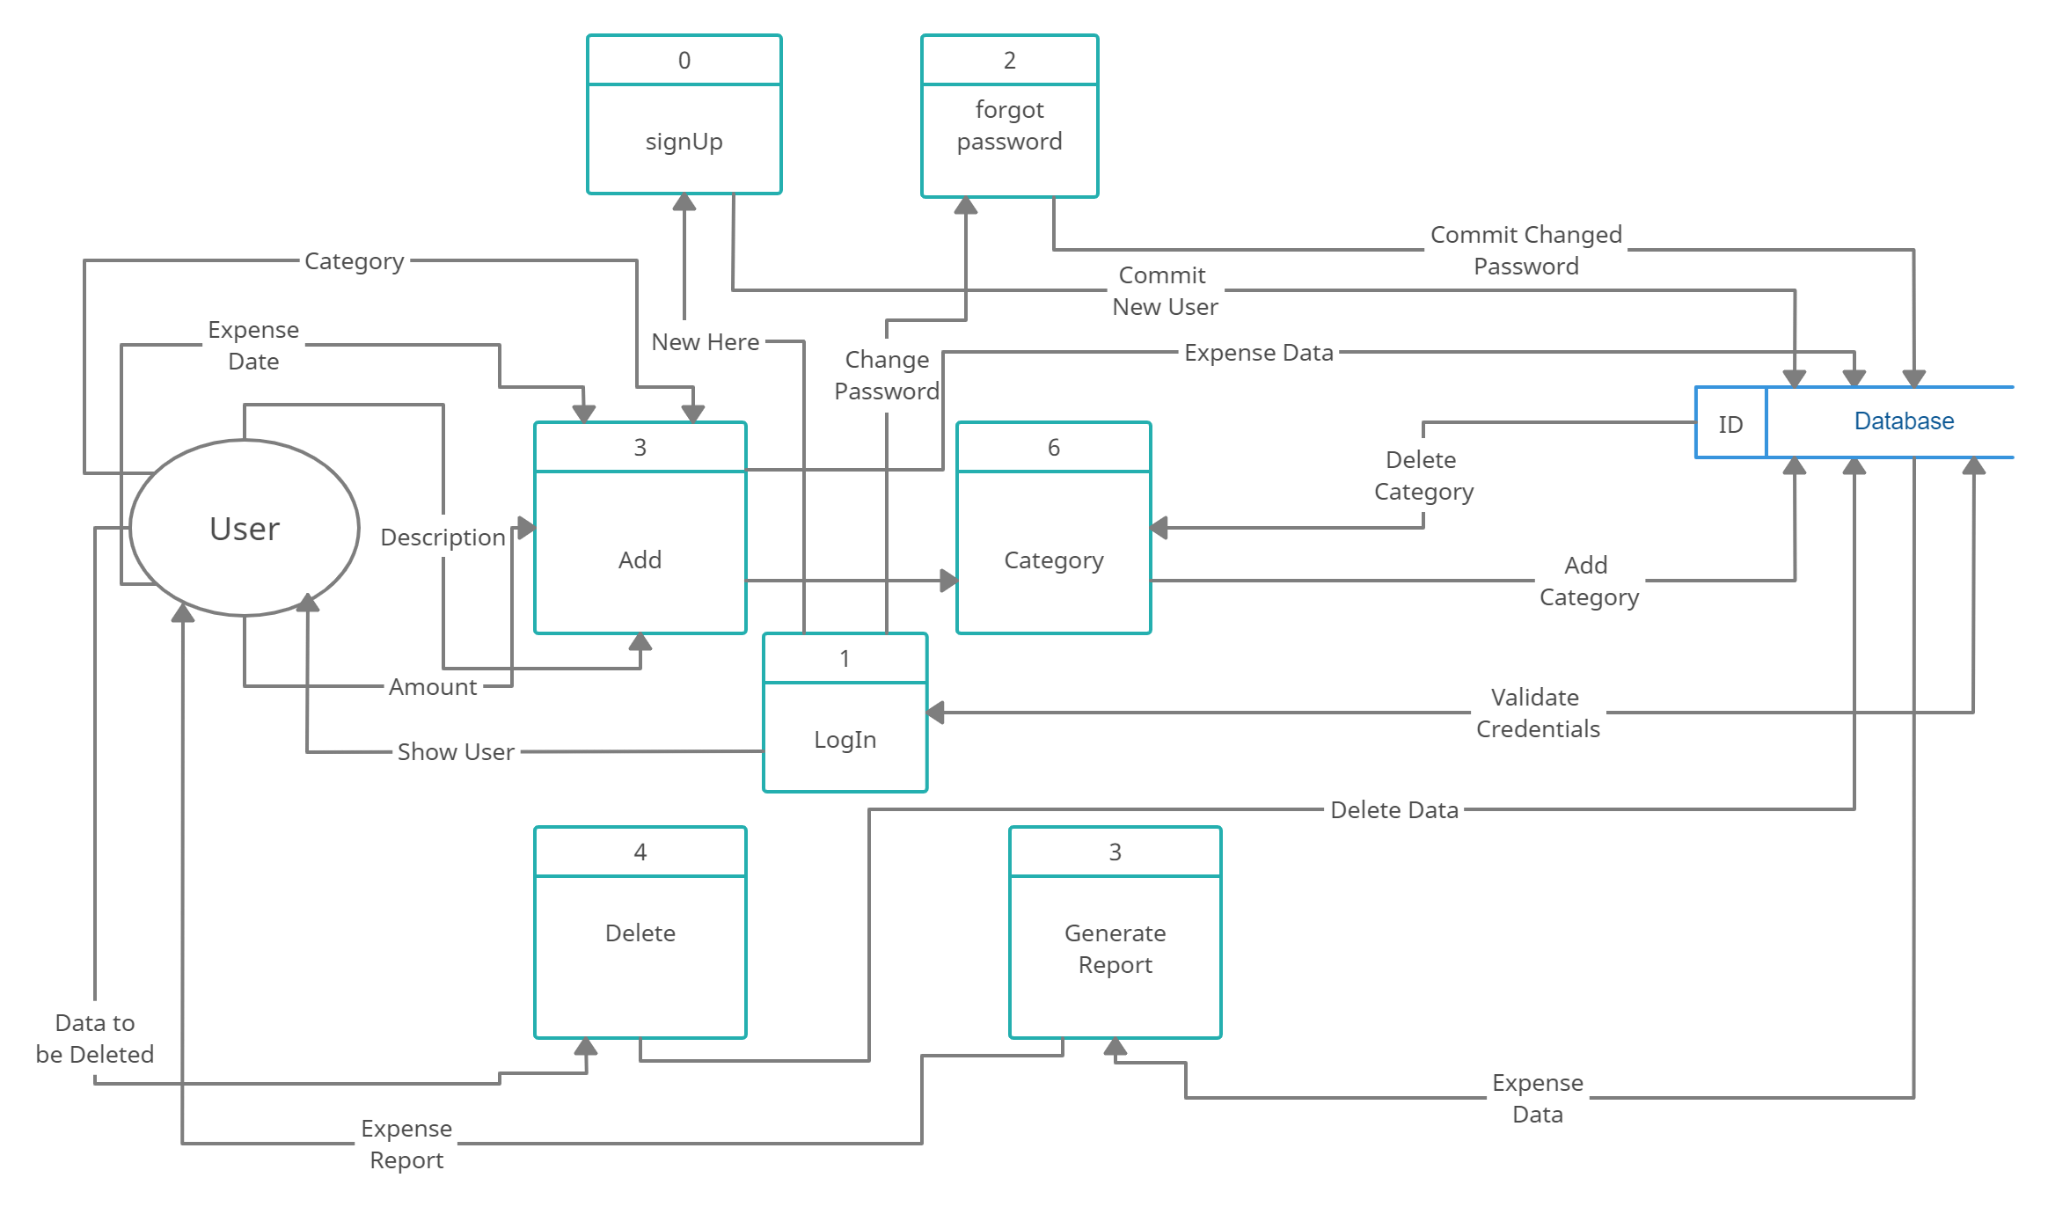 0
signUp
2
forgot
password
Commit Changed
Password
Category
Commit
New User
Expense
Date
New Here
Change
Password
Expense Data
3
Add
6
Category
ID
Database
Delete
Category
User
Description
Add
Category
Amount
1
LogIn
Validate
Credentials
Show User
Delete Data
4
Delete
3
Generate
Report
Data to
be Deleted
Expense
Data
Expense
Report